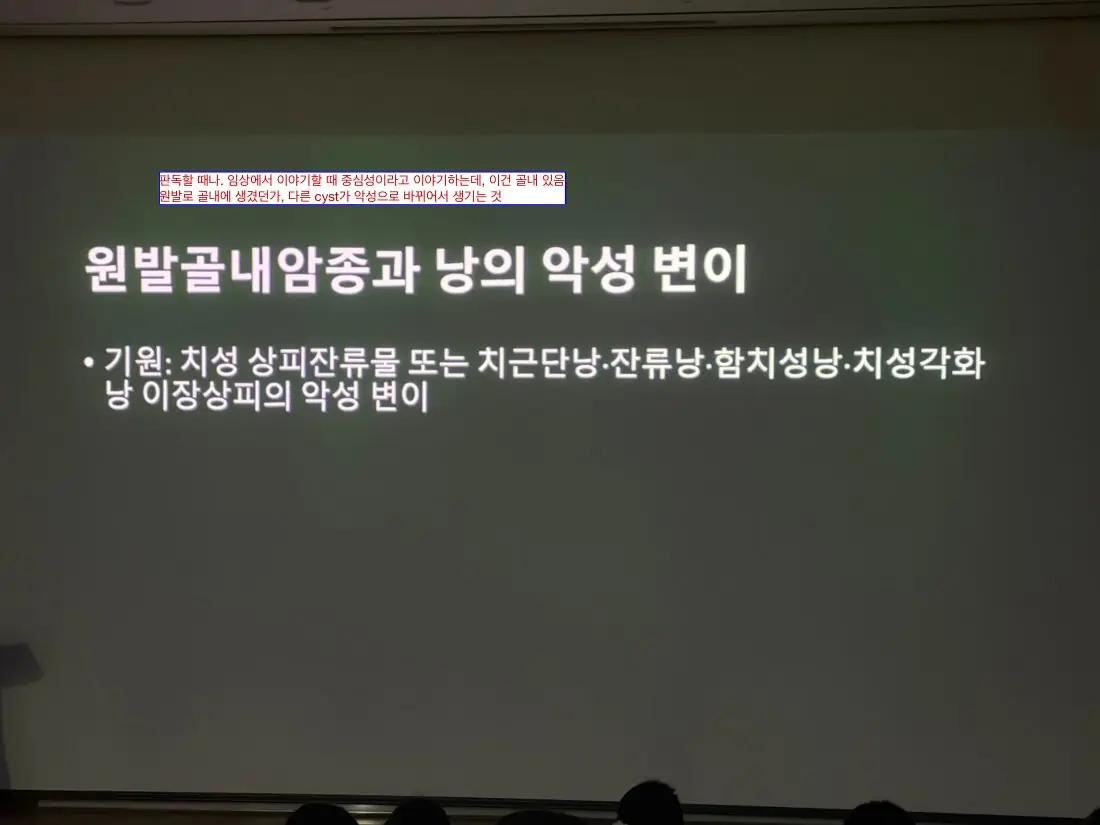 판독할 때나. 임상에서 이야기할 때 중심성이라고 이야기하는데, 이건 골내 있음
원발로 골내에 생겼던가, 다른 cyst가 악성으로 바뀌어서 생기는 것
원발골내암종과 낭의 악성 변이
• 기원: 치성 상피잔류물 또는 치근단낭·잔류낭·함치성낭·치성각화
낭 이장상피의 악성 변이